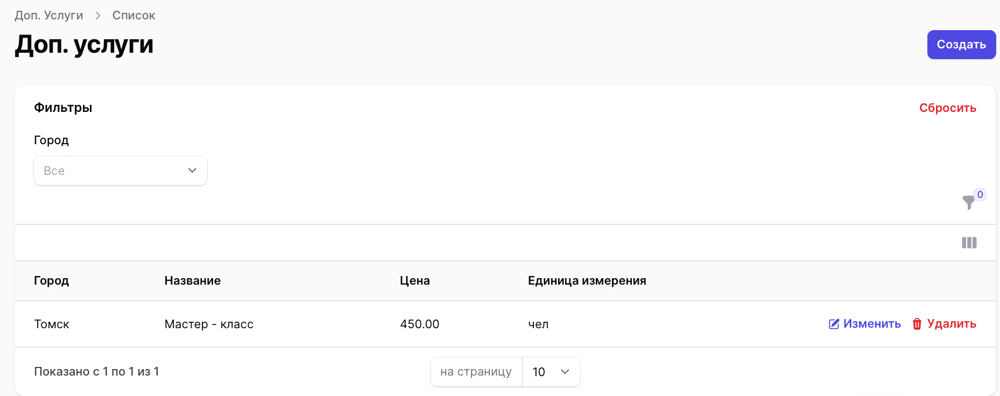 Доп. Услуги > Список
Доп. услуги
Создать
Фильтры
Сбросить
Город
Все
0
Город Название Цена Единица измерения
Томск Мастер - класс 450.00 чел Изменить Удалить
Показано с 1 по 1 из 1 на страницу 10